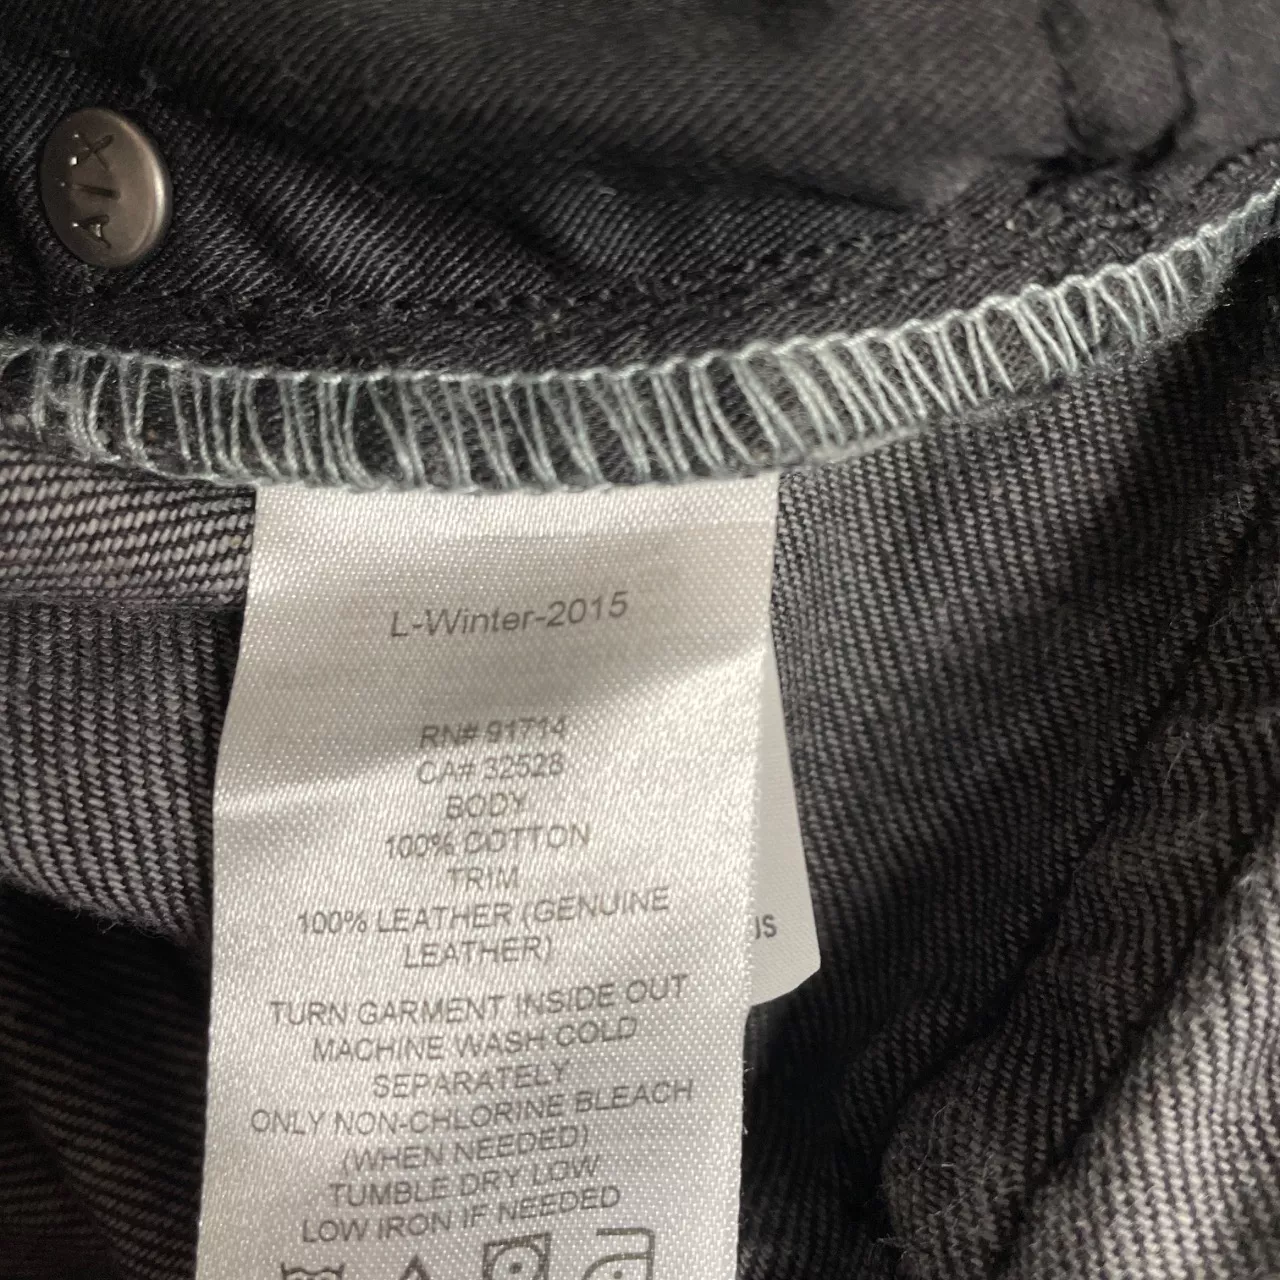 A|X
L-Winter-2015
RN# 91714
CA# 32528
BODY
100% COTTON
TRIM
100% LEATHER (GENUINE
LEATHER)
TURN GARMENT INSIDE OUT
MACHINE WASH COLD
SEPARATELY
ONLY NON-CHLORINE BLEACH
(WHEN NEEDED)
TUMBLE DRY LOW
LOW IRON IF NEEDED